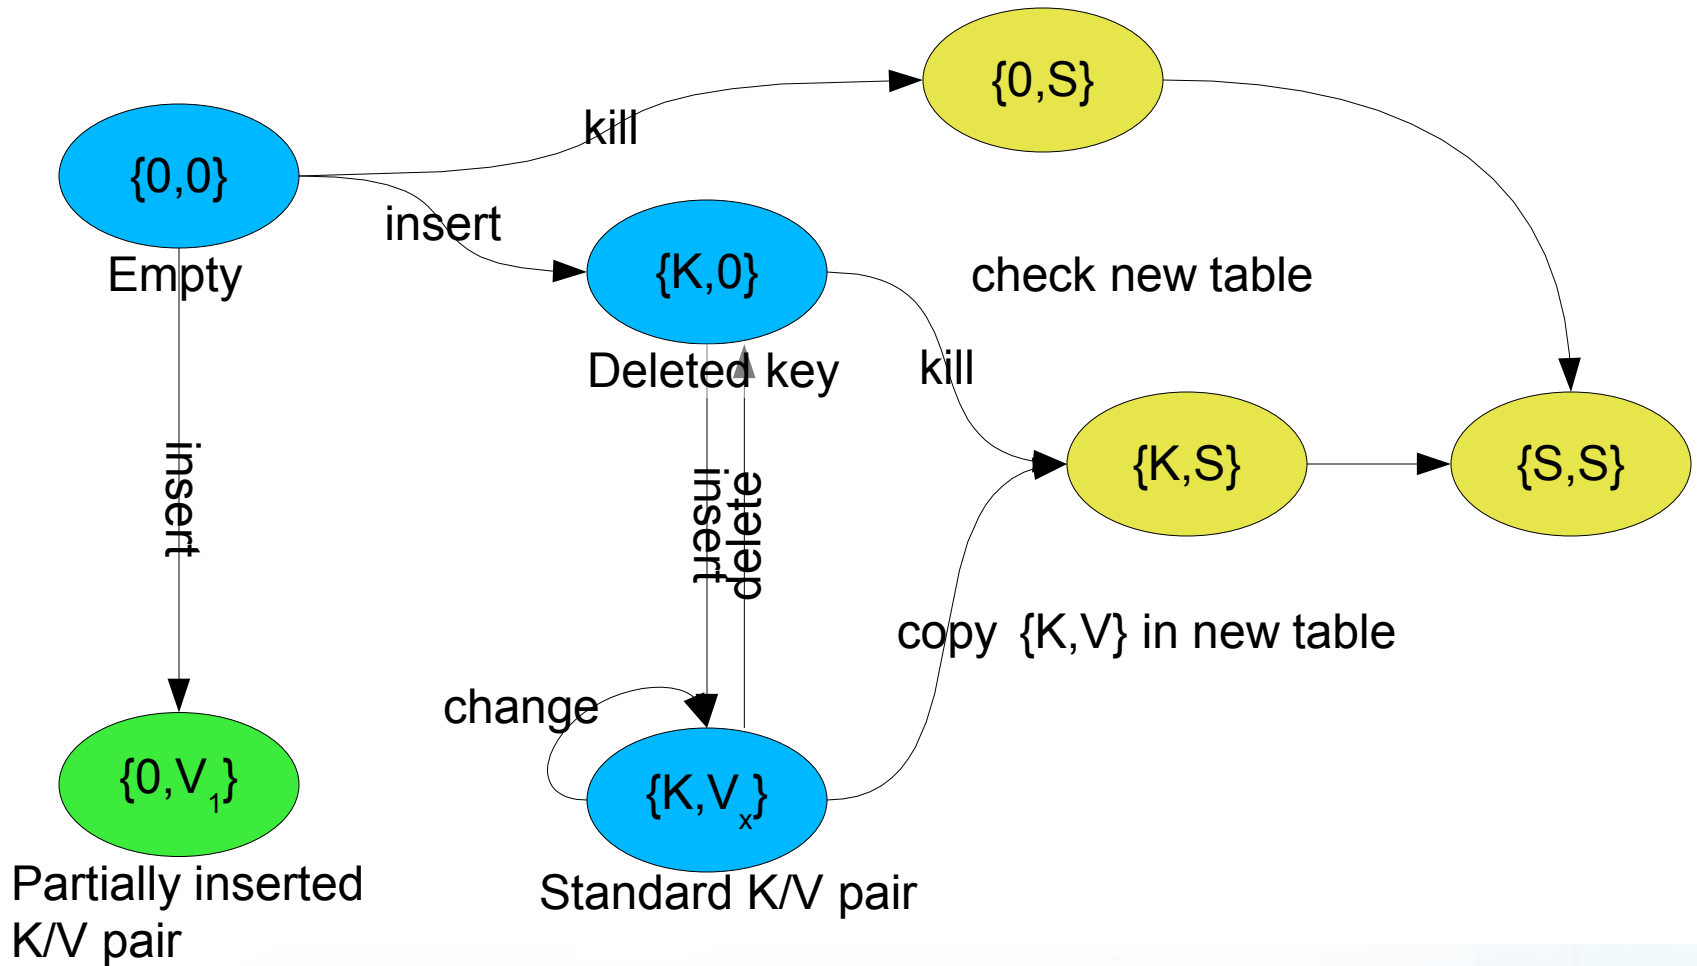 {0,S}
kill
{0,0}
insert
{K,0}
Empty
check new table
Deleted key
kill
insert
insert
delete
{K,S}
{S,S}
copy {K,V} in new table
change
{0,V1}
{K,Vx}
Partially inserted
K/V pair
Standard K/V pair